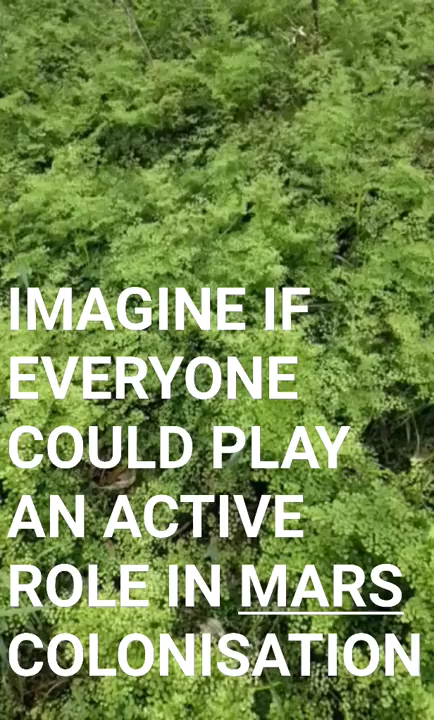 IMAGINE IF
EVERYONE
COULD PLAY
AN ACTIVE
ROLE IN MARS
COLONISATION